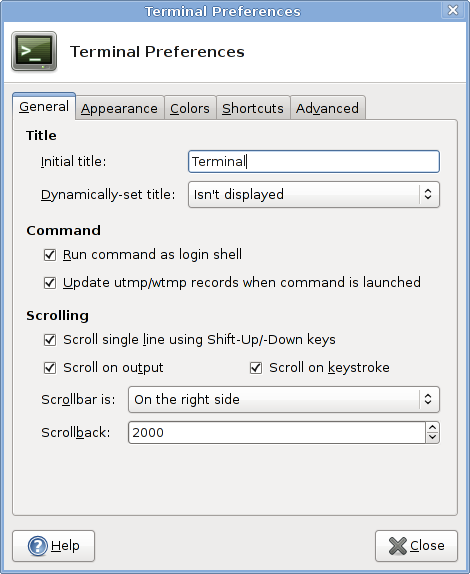 Terminal Preferences
>_
Terminal Preferences
General Appearance Colors Shortcuts Advanced
Title
Initial title: Terminal
Dynamically-set title: Isn't displayed
Command
Run command as login shell
Update utmp/wtmp records when command is launched
Scrolling
Scroll single line using Shift-Up/-Down keys
Scroll on output Scroll on keystroke
Scrollbar is: On the right side
Scrollback: 2000
Help Close